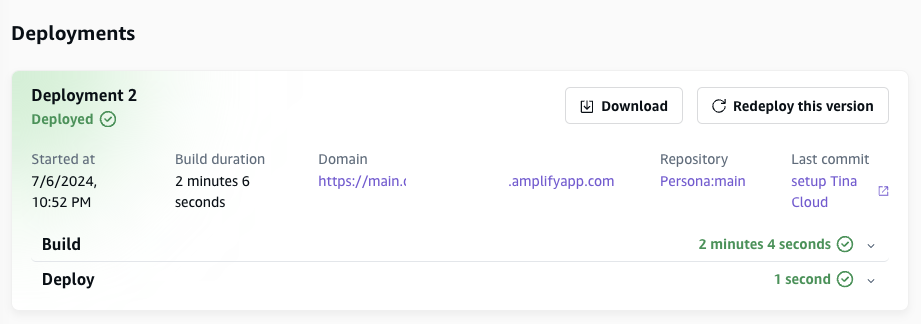 Deployments
Deployment 2
Deployed
Download
Redeploy this version
Started at
7/6/2024,
10:52 PM
Build duration
2 minutes 6
seconds
Domain
https://main. .amplifyapp.com
Repository
Persona:main
Last commit
setup Tina
Cloud
Build
2 minutes 4 seconds
Deploy
1 second